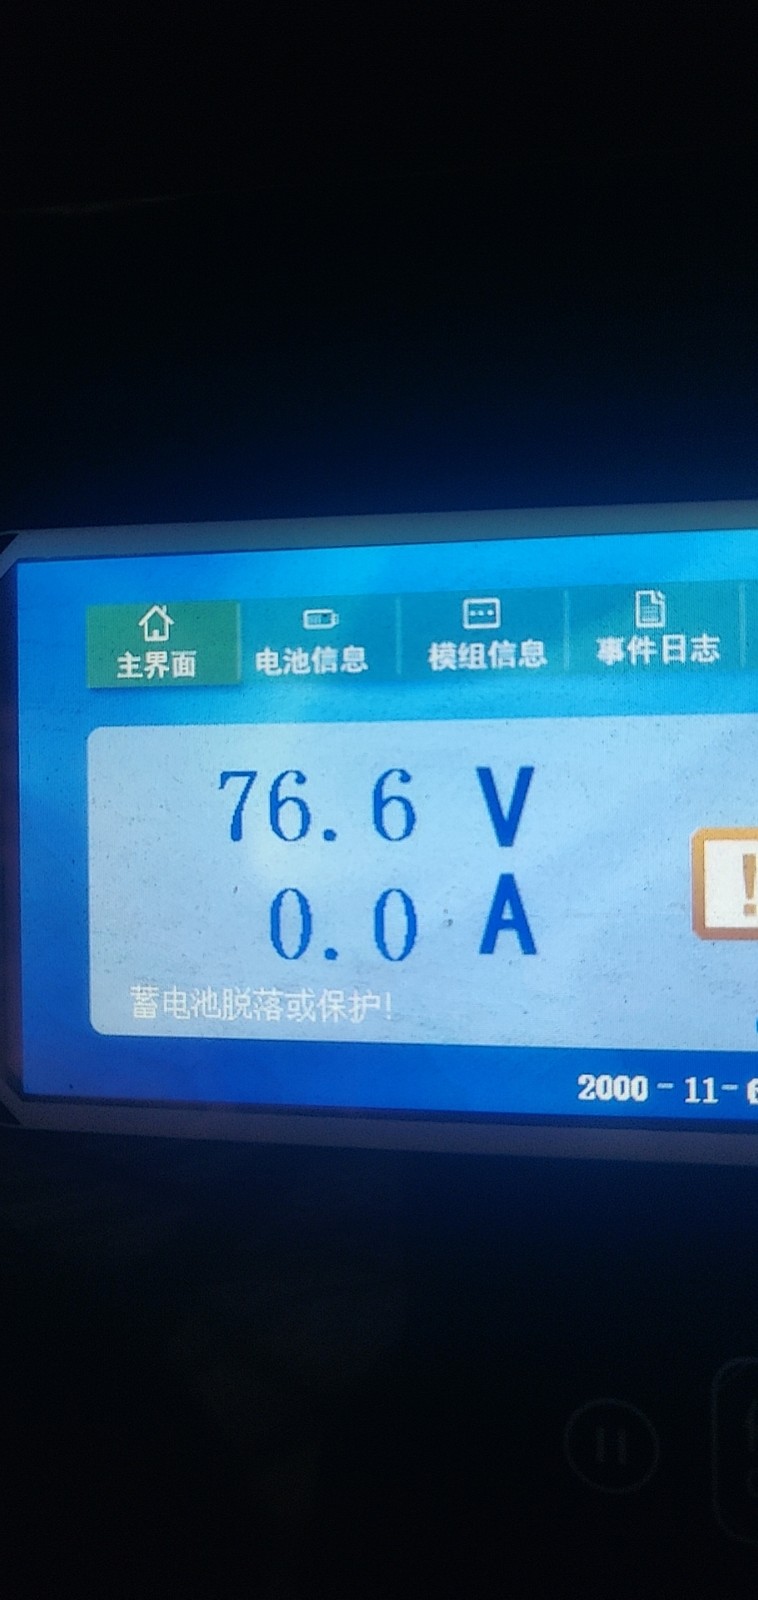 主界面 电池信息 模组信息 事件日志
76.6 V
0.0 A
!
蓄电池脱落或保护!
2000-11-6